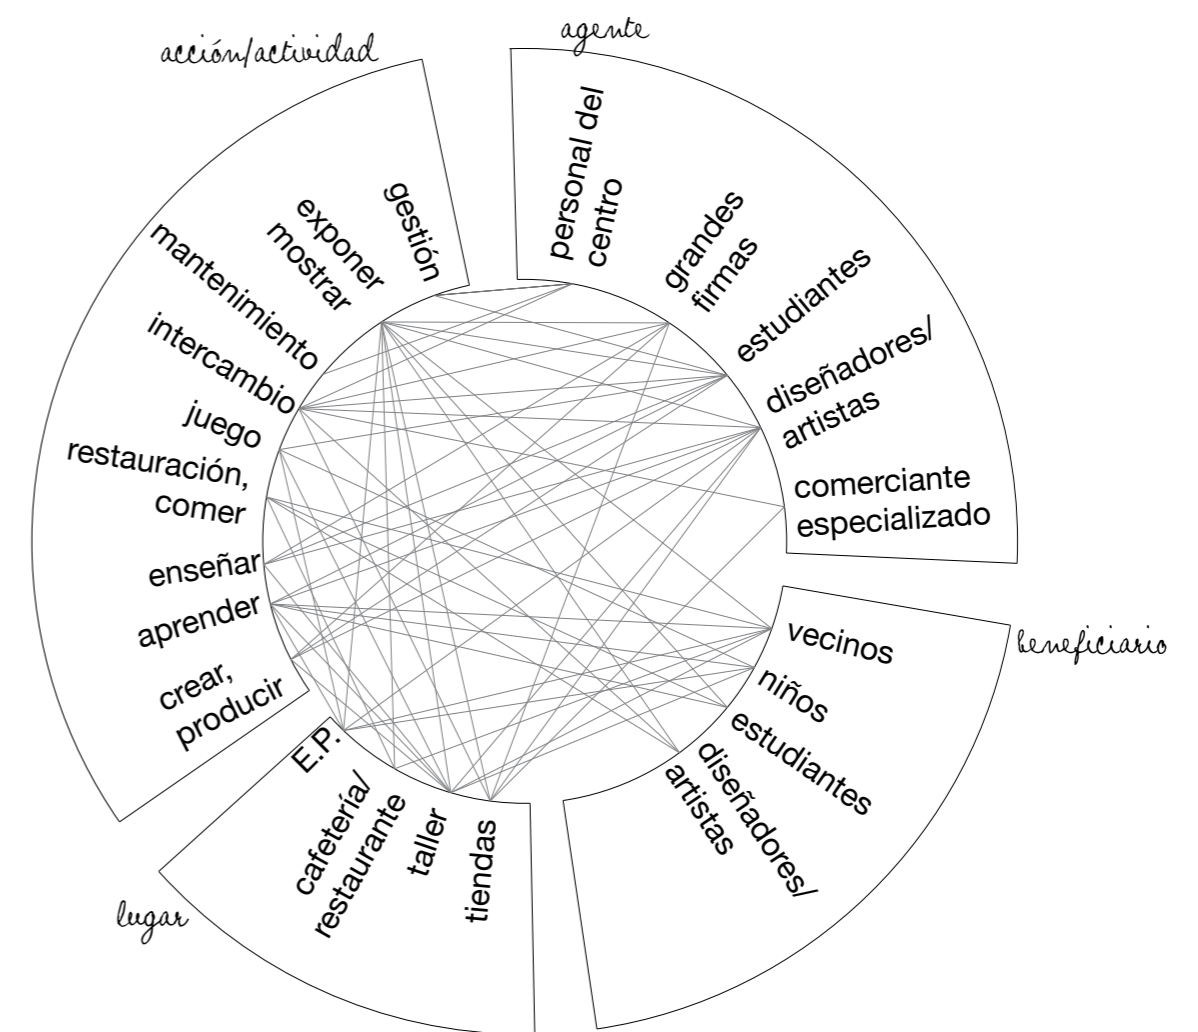 acción/actividad
gestión
exponer
mostrar
mantenimiento
intercambio
juego
restauración,
comer
enseñar
aprender
crear,
producir
agente
personal del
centro
grandes
firmas
estudiantes
diseñadores/
artistas
comerciante
especializado
beneficiario
vecinos
niños
estudiantes
diseñadores/
artistas
lugar
E.P.
cafetería/
restaurante
taller
tiendas